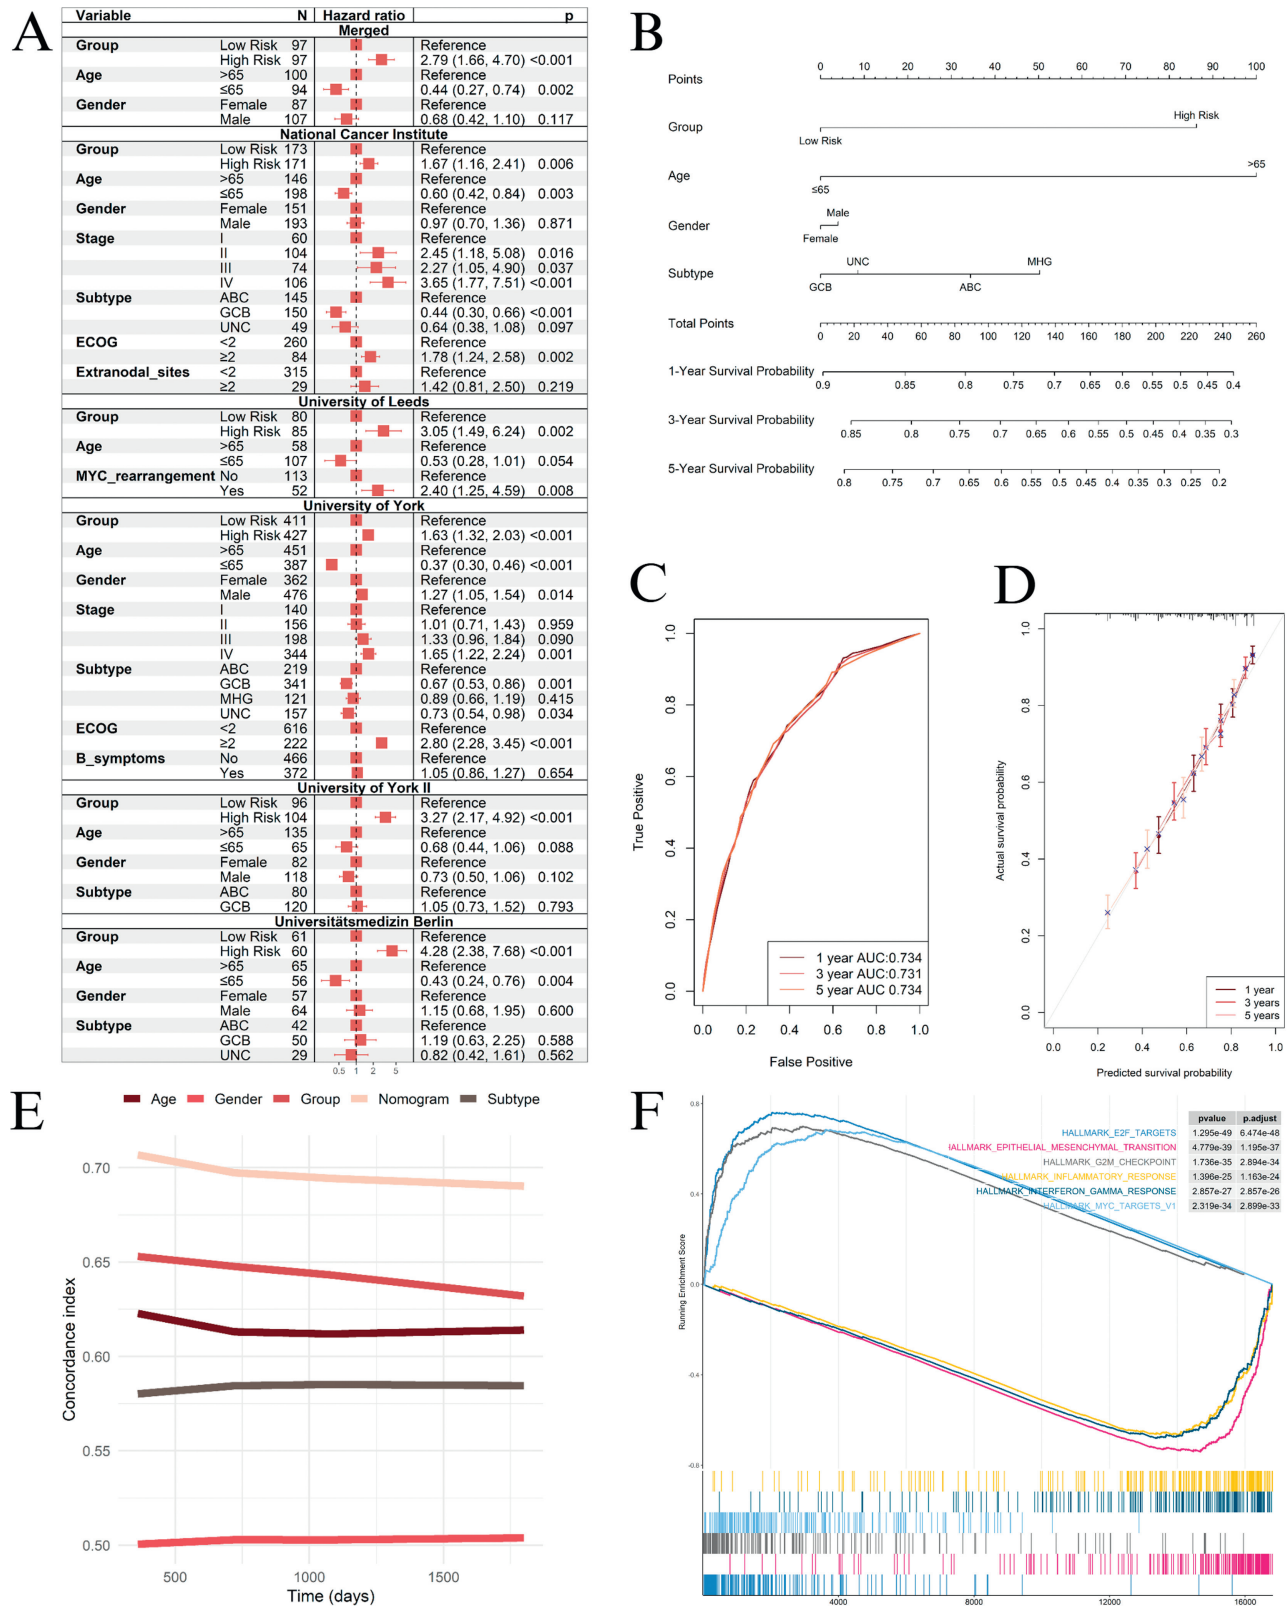 A
Variable N Hazard ratio p
Merged
Group Low Risk 97 Reference
High Risk 97 2.79 (1.66, 4.70) <0.001
Age >65 100 Reference
≤65 94 0.44 (0.27, 0.74) 0.002
Gender Female 87 Reference
Male 107 0.68 (0.42, 1.10) 0.117
National Cancer Institute
Group Low Risk 173 Reference
High Risk 171 1.67 (1.16, 2.41) 0.006
Age >65 146 Reference
≤65 198 0.60 (0.42, 0.84) 0.003
Gender Female 151 Reference
Male 193 0.97 (0.70, 1.36) 0.871
Stage I 60 Reference
II 104 2.45 (1.18, 5.08) 0.016
III 74 2.27 (1.05, 4.90) 0.037
IV 106 3.65 (1.77, 7.51) <0.001
Subtype ABC 145 Reference
GCB 150 0.44 (0.30, 0.66) <0.001
UNC 49 0.64 (0.38, 1.08) 0.097
ECOG <2 260 Reference
≥2 84 1.78 (1.24, 2.58) 0.002
Extranodal_sites <2 315 Reference
≥2 29 1.42 (0.81, 2.50) 0.219
University of Leeds
Group Low Risk 80 Reference
High Risk 85 3.05 (1.49, 6.24) 0.002
Age >65 58 Reference
≤65 107 0.53 (0.28, 1.01) 0.054
MYC_rearrangement No 113 Reference
Yes 52 2.40 (1.25, 4.59) 0.008
University of York
Group Low Risk 411 Reference
High Risk 427 1.63 (1.32, 2.03) <0.001
Age >65 451 Reference
≤65 387 0.37 (0.30, 0.46) <0.001
Gender Female 362 Reference
Male 476 1.27 (1.05, 1.54) 0.014
Stage I 140 Reference
II 156 1.01 (0.71, 1.43) 0.959
III 198 1.33 (0.96, 1.84) 0.090
IV 344 1.65 (1.22, 2.24) 0.001
Subtype ABC 219 Reference
GCB 341 0.67 (0.53, 0.86) 0.001
MHG 121 0.89 (0.66, 1.19) 0.415
UNC 157 0.73 (0.54, 0.98) 0.034
ECOG <2 616 Reference
≥2 222 2.80 (2.28, 3.45) <0.001
B_symptoms No 466 Reference
Yes 372 1.05 (0.86, 1.27) 0.654
University of York II
Group Low Risk 96 Reference
High Risk 104 3.27 (2.17, 4.92) <0.001
Age >65 135 Reference
≤65 65 0.68 (0.44, 1.06) 0.088
Gender Female 82 Reference
Male 118 0.73 (0.50, 1.06) 0.102
Subtype ABC 80 Reference
GCB 120 1.05 (0.73, 1.52) 0.793
Universitätsmedizin Berlin
Group Low Risk 61 Reference
High Risk 60 4.28 (2.38, 7.68) <0.001
Age >65 65 Reference
≤65 56 0.43 (0.24, 0.76) 0.004
Gender Female 57 Reference
Male 64 1.15 (0.68, 1.95) 0.600
Subtype ABC 42 Reference
GCB 50 1.19 (0.63, 2.25) 0.588
UNC 29 0.82 (0.42, 1.61) 0.562
0.5 1 2 5
B
0 10 20 30 40 50 60 70 80 90 100
Points
High Risk
Group
Low Risk
>65
Age
≤65
Male
Gender
Female
UNC MHG
Subtype
GCB ABC
Total Points
0 20 40 60 80 100 120 140 160 180 200 220 240 260
1-Year Survival Probability
0.9 0.85 0.8 0.75 0.7 0.65 0.6 0.55 0.5 0.45 0.4
3-Year Survival Probability
0.85 0.8 0.75 0.7 0.65 0.6 0.55 0.5 0.45 0.4 0.35 0.3
5-Year Survival Probability
0.8 0.75 0.7 0.65 0.6 0.55 0.5 0.45 0.4 0.35 0.3 0.25 0.2
C
True Positive
1.0
0.8
0.6
0.4
0.2
0.0
1 year AUC:0.734
3 year AUC:0.731
5 year AUC 0.734
0.0 0.2 0.4 0.6 0.8 1.0
False Positive
D
Actual survival probability
1.0
0.8
0.6
0.4
0.2
0.0
1 year
3 years
5 years
0.0 0.2 0.4 0.6 0.8 1.0
Predicted survival probability
E
Age Gender Group Nomogram Subtype
Concordance index
0.70
0.65
0.60
0.55
0.50
500 1000 1500
Time (days)
F
Running Enrichment Score
0.8
0.4
0.0
-0.4
-0.8
pvalue p.adjust
HALLMARK_E2F_TARGETS 1.295e-49 6.474e-48
HALLMARK_EPITHELIAL_MESENCHYMAL_TRANSITION 4.779e-39 1.195e-37
HALLMARK_G2M_CHECKPOINT 1.736e-35 2.894e-34
HALLMARK_INFLAMMATORY_RESPONSE 1.396e-25 1.163e-24
HALLMARK_INTERFERON_GAMMA_RESPONSE 2.857e-27 2.857e-26
HALLMARK_MYC_TARGETS_V1 2.319e-34 2.899e-33
4000 8000 12000 16000